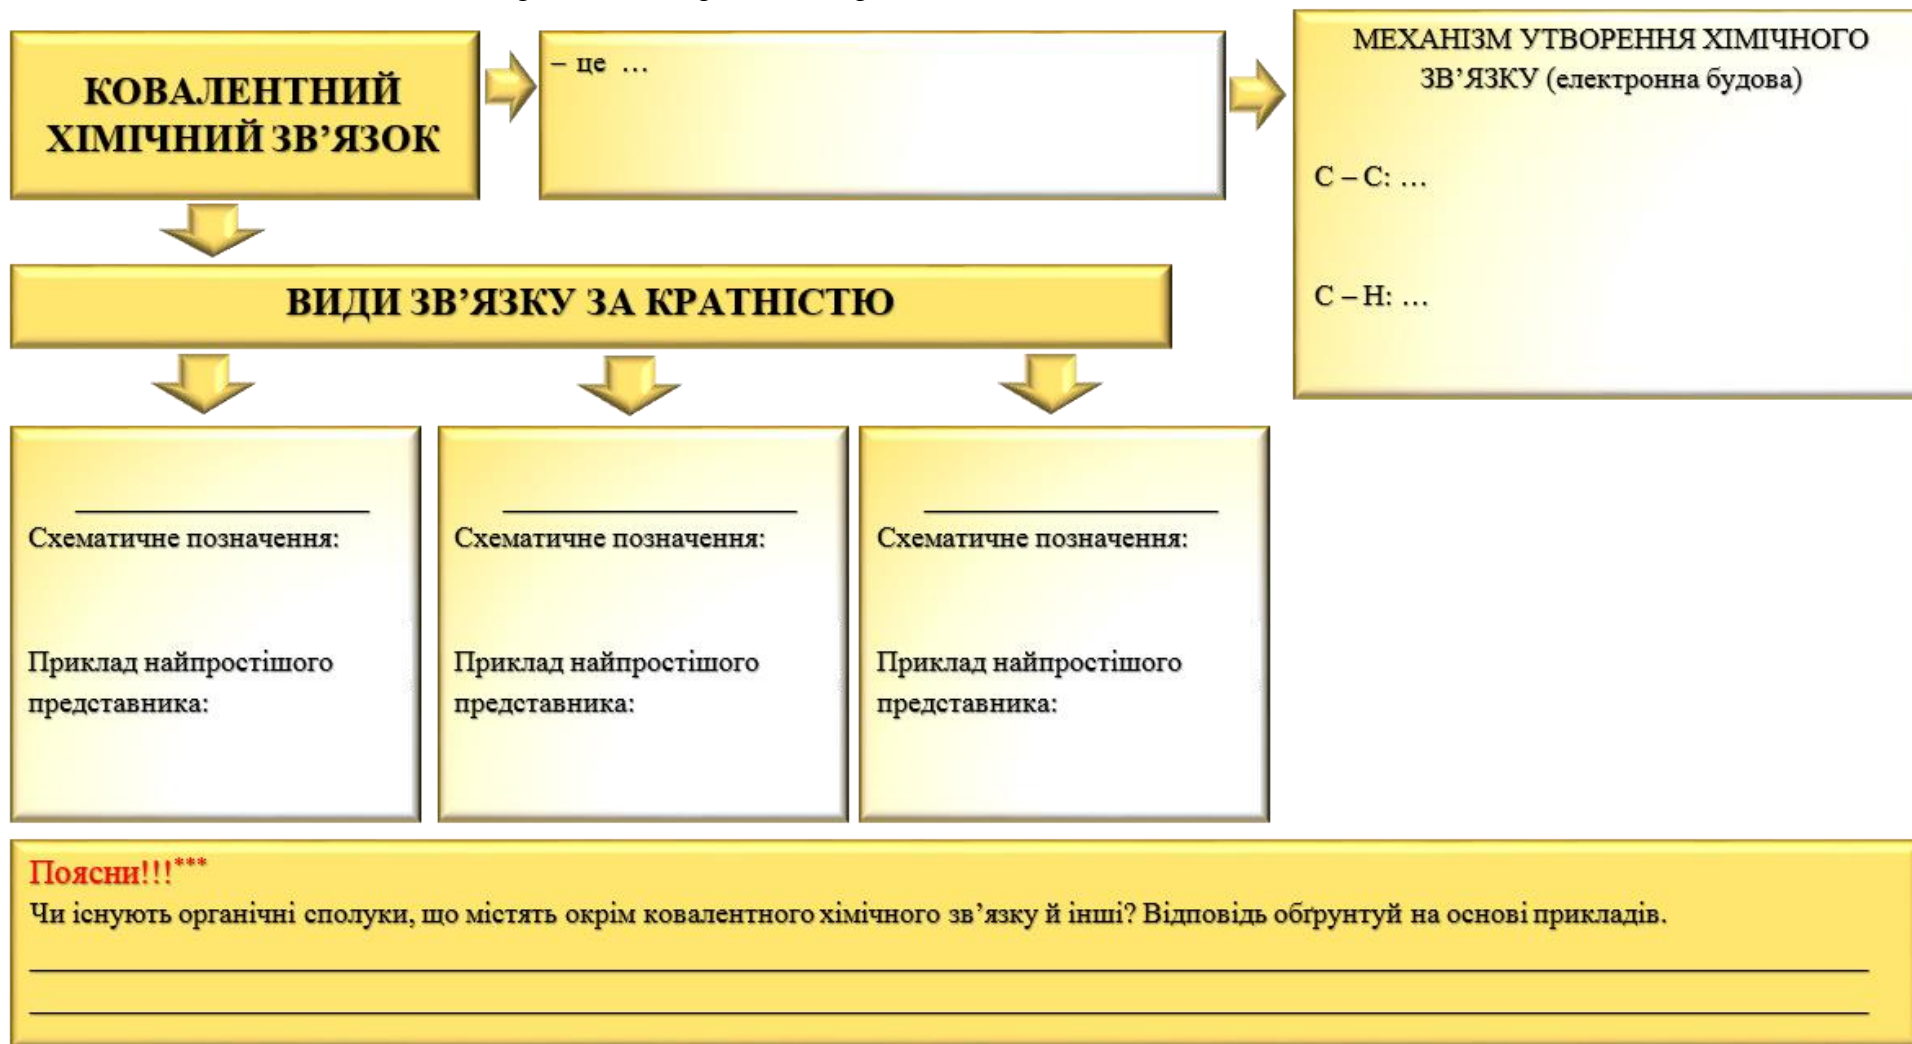 КОВАЛЕНТНИЙ
ХІМІЧНИЙ ЗВ’ЯЗОК
– це …
МЕХАНІЗМ УТВОРЕННЯ ХІМІЧНОГО
ЗВ’ЯЗКУ (електронна будова)
С – С: …
С – Н: …
ВИДИ ЗВ’ЯЗКУ ЗА КРАТНІСТЮ
Схематичне позначення:
Приклад найпростішого
представника:
Схематичне позначення:
Приклад найпростішого
представника:
Схематичне позначення:
Приклад найпростішого
представника:
Поясни!!!***
Чи існують органічні сполуки, що містять окрім ковалентного хімічного зв’язку й інші? Відповідь обґрунтуй на основі прикладів.